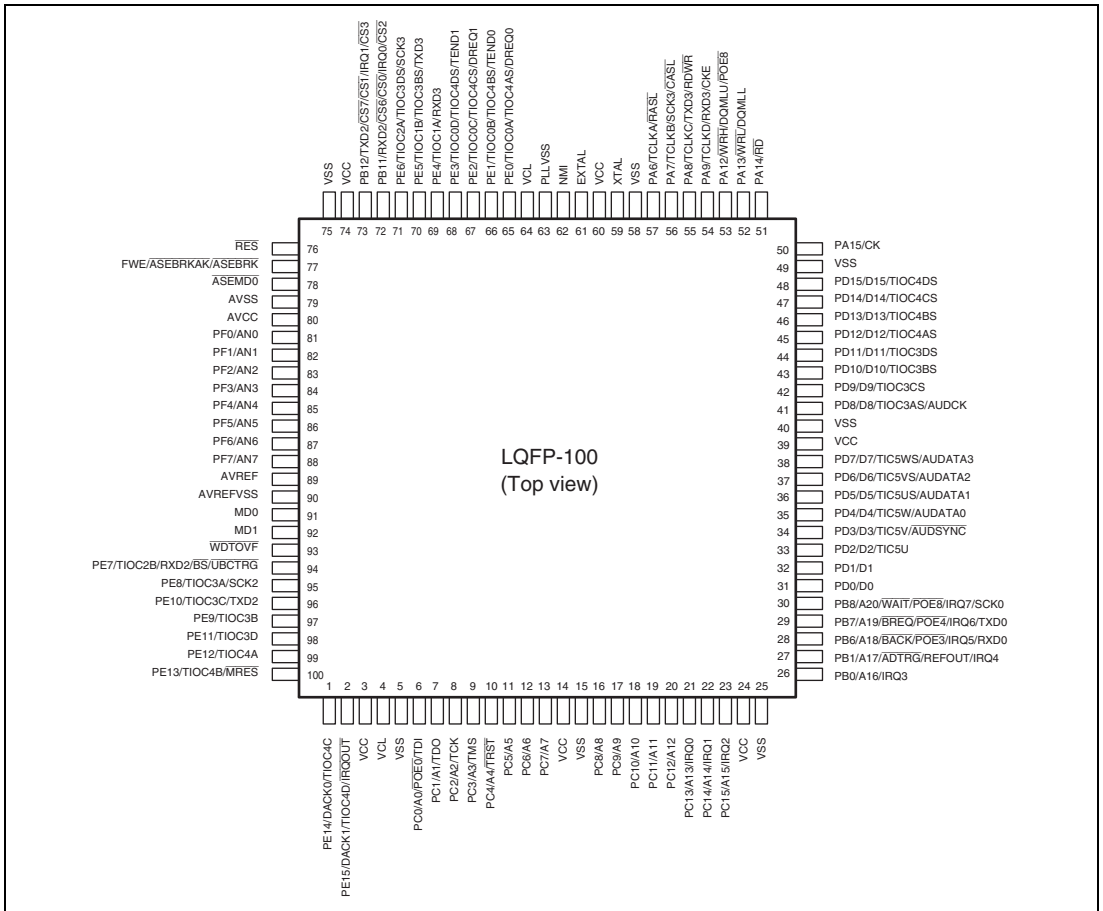 VSS
VCC
PB12/TXD2/CS7/CS1/IRQ1/CS3
PB11/RXD2/CS6/CS0/IRQ0/CS2
PE6/TIOC2A/TIOC3DS/SCK3
PE5/TIOC1B/TIOC3BS/TXD3
PE4/TIOC1A/RXD3
PE3/TIOC0D/TIOC4DS/TEND1
PE2/TIOC0C/TIOC4CS/DREQ1
PE1/TIOC0B/TIOC4BS/TEND0
PE0/TIOC0A/TIOC4AS/DREQ0
VCL
PLLVSS
NMI
EXTAL
VCC
XTAL
VSS
PA6/TCLKA/RASL
PA7/TCLKB/SCK3/CASL
PA8/TCLKC/TXD3/RDWR
PA9/TCLKD/RXD3/CKE
PA12/WRH/DQMLU/POE8
PA13/WRL/DQMLL
PA14/RD
75 74 73 72 71 70 69 68 67 66 65 64 63 62 61 60 59 58 57 56 55 54 53 52 51
RES 76
FWE/ASEBRKAK/ASEBRK 77
ASEMD0 78
AVSS 79
AVCC 80
PF0/AN0 81
PF1/AN1 82
PF2/AN2 83
PF3/AN3 84
PF4/AN4 85
PF5/AN5 86
PF6/AN6 87
PF7/AN7 88
AVREF 89
AVREFVSS 90
MD0 91
MD1 92
WDTOVF 93
PE7/TIOC2B/RXD2/BS/UBCTRG 94
PE8/TIOC3A/SCK2 95
PE10/TIOC3C/TXD2 96
PE9/TIOC3B 97
PE11/TIOC3D 98
PE12/TIOC4A 99
PE13/TIOC4B/MRES 100
LQFP-100
(Top view)
50 PA15/CK
49 VSS
48 PD15/D15/TIOC4DS
47 PD14/D14/TIOC4CS
46 PD13/D13/TIOC4BS
45 PD12/D12/TIOC4AS
44 PD11/D11/TIOC3DS
43 PD10/D10/TIOC3BS
42 PD9/D9/TIOC3CS
41 PD8/D8/TIOC3AS/AUDCK
40 VSS
39 VCC
38 PD7/D7/TIC5WS/AUDATA3
37 PD6/D6/TIC5VS/AUDATA2
36 PD5/D5/TIC5US/AUDATA1
35 PD4/D4/TIC5W/AUDATA0
34 PD3/D3/TIC5V/AUDSYNC
33 PD2/D2/TIC5U
32 PD1/D1
31 PD0/D0
30 PB8/A20/WAIT/POE8/IRQ7/SCK0
29 PB7/A19/BREQ/POE4/IRQ6/TXD0
28 PB6/A18/BACK/POE3/IRQ5/RXD0
27 PB1/A17/ADTRG/REFOUT/IRQ4
26 PB0/A16/IRQ3
1 2 3 4 5 6 7 8 9 10 11 12 13 14 15 16 17 18 19 20 21 22 23 24 25
PE14/DACK0/TIOC4C
PE15/DACK1/TIOC4D/IRQOUT
VCC
VCL
VSS
PC0/A0/POE0/TDI
PC1/A1/TDO
PC2/A2/TCK
PC3/A3/TMS
PC4/A4/TRST
PC5/A5
PC6/A6
PC7/A7
VCC
VSS
PC8/A8
PC9/A9
PC10/A10
PC11/A11
PC12/A12
PC13/A13/IRQ0
PC14/A14/IRQ1
PC15/A15/IRQ2
VCC
VSS